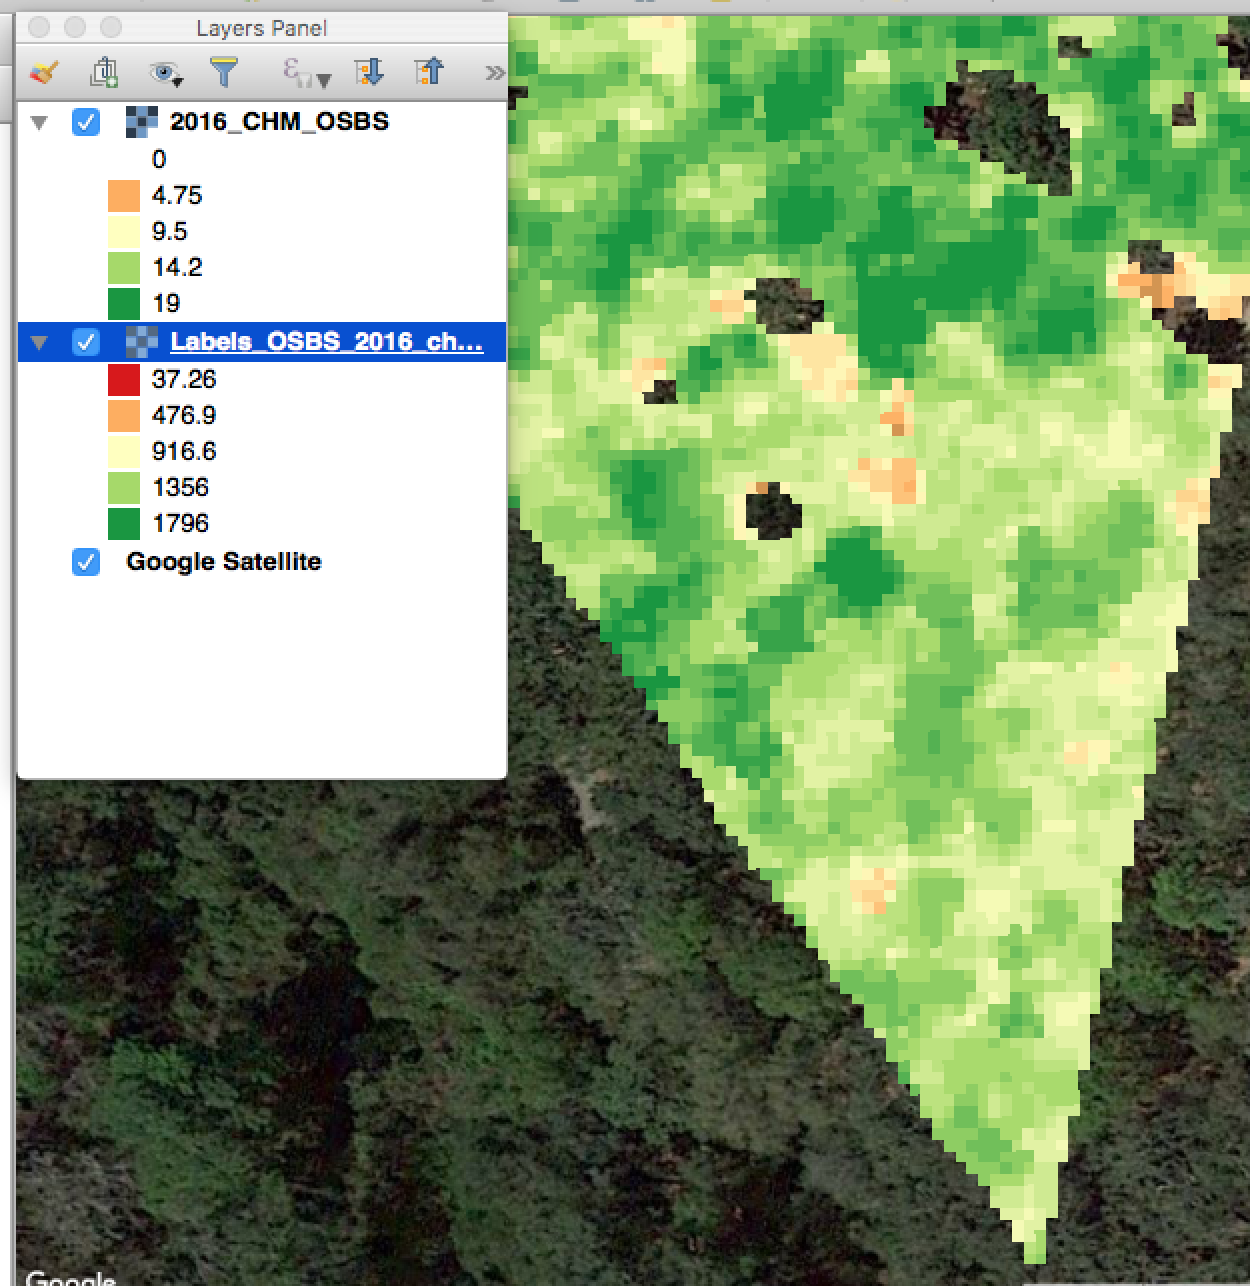 Layers Panel
2016_CHM_OSBS
0
4.75
9.5
14.2
19
Labels_OSBS_2016_ch...
37.26
476.9
916.6
1356
1796
Google Satellite
Google